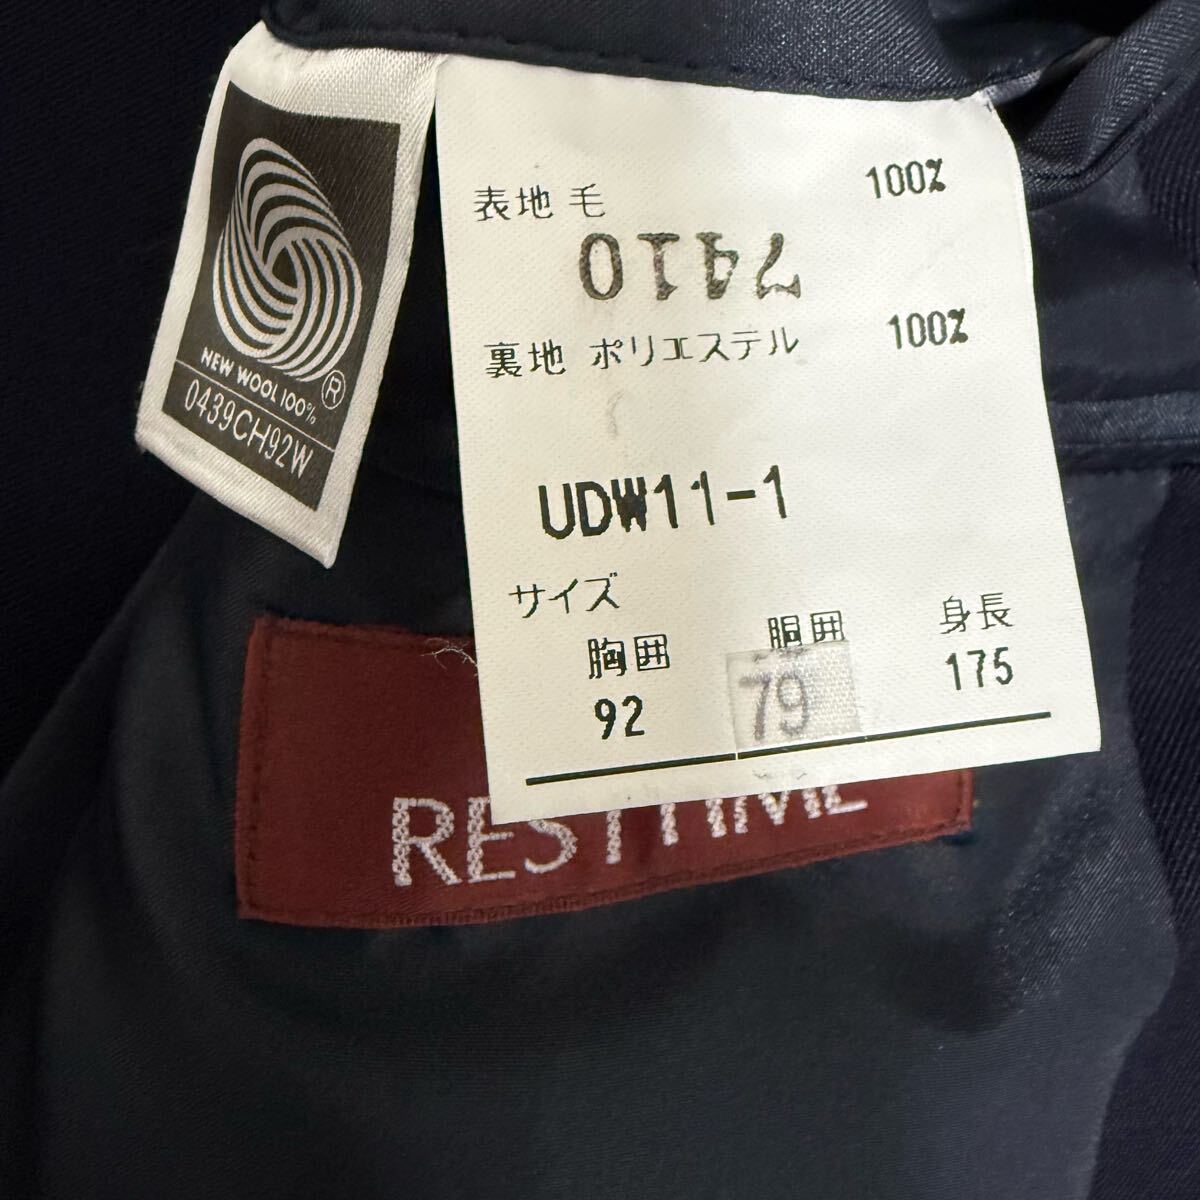 NEW WOOL 100%
®
0439CH92W
表地 毛 100%
7410
裏地 ポリエステル 100%
UDW11-1
サイズ
胸囲 胴囲 身長
92 79 175
RESTTIME